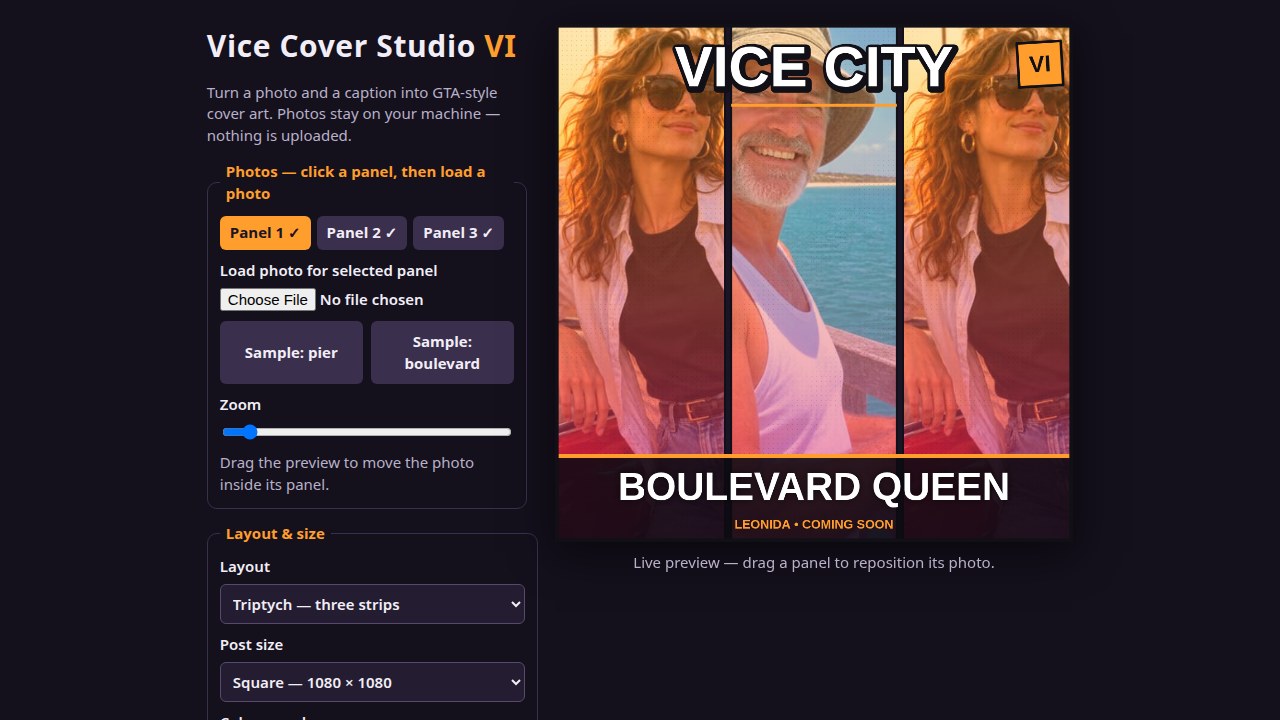 Vice Cover Studio VI
Turn a photo and a caption into GTA-style
cover art. Photos stay on your machine —
nothing is uploaded.
Photos — click a panel, then load a
photo
Panel 1 ✓
Panel 2 ✓
Panel 3 ✓
Load photo for selected panel
Choose File No file chosen
Sample: pier
Sample:
boulevard
Zoom
Drag the preview to move the photo
inside its panel.
Layout & size
Layout
Triptych — three strips
Post size
Square — 1080 × 1080
VICE CITY
VI
BOULEVARD QUEEN
LEONIDA • COMING SOON
Live preview — drag a panel to reposition its photo.